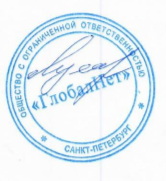 ОБЩЕСТВО С ОГРАНИЧЕННОЙ ОТВЕТСТВЕННОСТЬЮ
«ГлобалНет»
* САНКТ-ПЕТЕРБУРГ *